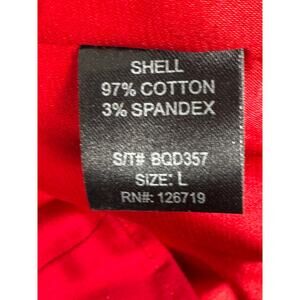 SHELL
97% COTTON
3% SPANDEX
S/T# BQD357
SIZE: L
RN#: 126719